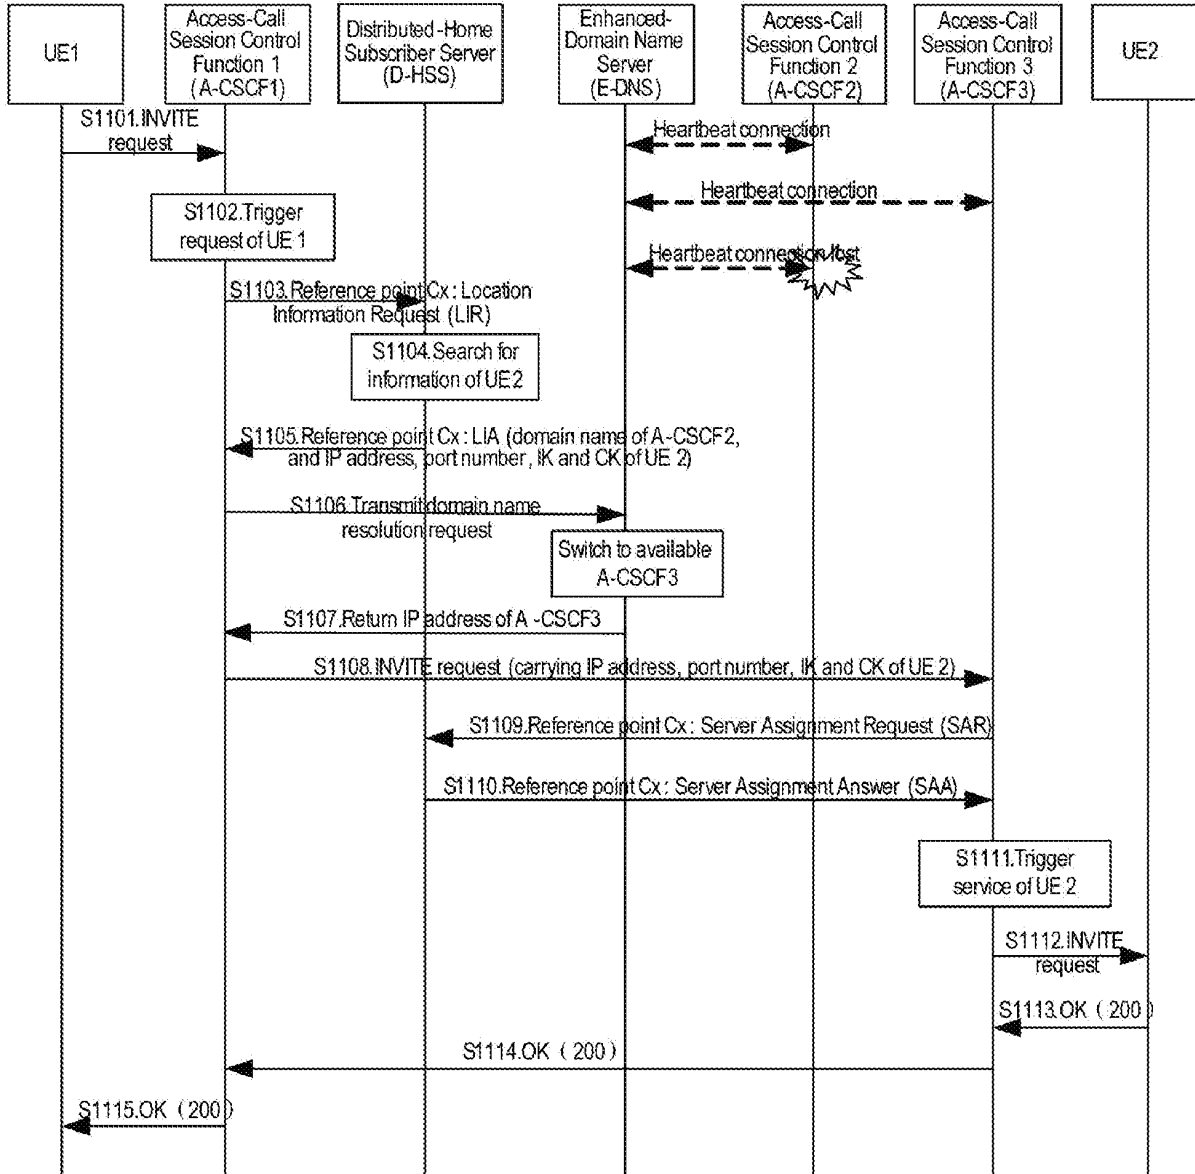 UE1
Access-Call
Session Control
Function 1
(A-CSCF1)
Distributed-Home
Subscriber Server
(D-HSS)
Enhanced-
Domain Name
Server
(E-DNS)
Access-Call
Session Control
Function 2
(A-CSCF2)
Access-Call
Session Control
Function 3
(A-CSCF3)
UE2
S1101.INVITE
request
Heartbeat connection
Heartbeat connection
S1102.Trigger
request of UE 1
Heartbeat connection lost
S1103.Reference point Cx : Location
Information Request (LIR)
S1104.Search for
information of UE2
S1105.Reference point Cx : LIA (domain name of A-CSCF2,
and IP address, port number, IK and CK of UE 2)
S1106.Transmit domain name
resolution request
Switch to available
A-CSCF3
S1107.Return IP address of A -CSCF3
S1108.INVITE request (carrying IP address, port number, IK and CK of UE 2)
S1109.Reference point Cx : Server Assignment Request (SAR)
S1110.Reference point Cx : Server Assignment Answer (SAA)
S1111.Trigger
service of UE 2
S1112.INVITE
request
S1113.OK ( 200 )
S1114.OK ( 200 )
S1115.OK ( 200 )